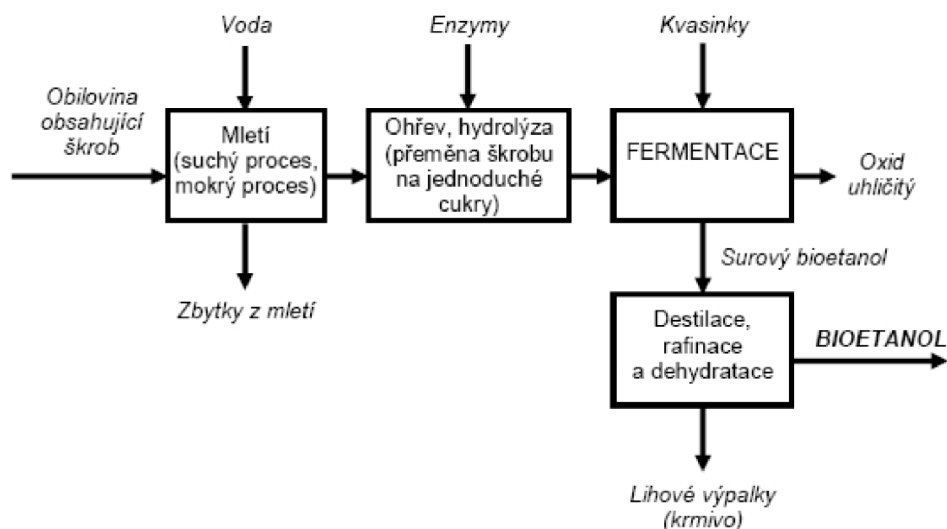 Voda
Enzymy
Kvasinky
Obilovina
obsahující
škrob
Mletí
(suchý proces,
mokrý proces)
Ohřev, hydrolýza
(přeměna škrobu
na jednoduché
cukry)
FERMENTACE
Oxid
uhličitý
Surový bioetanol
Zbytky z mletí
Destilace,
rafinace
a dehydratace
BIOETANOL
Lihové výpalky
(krmivo)